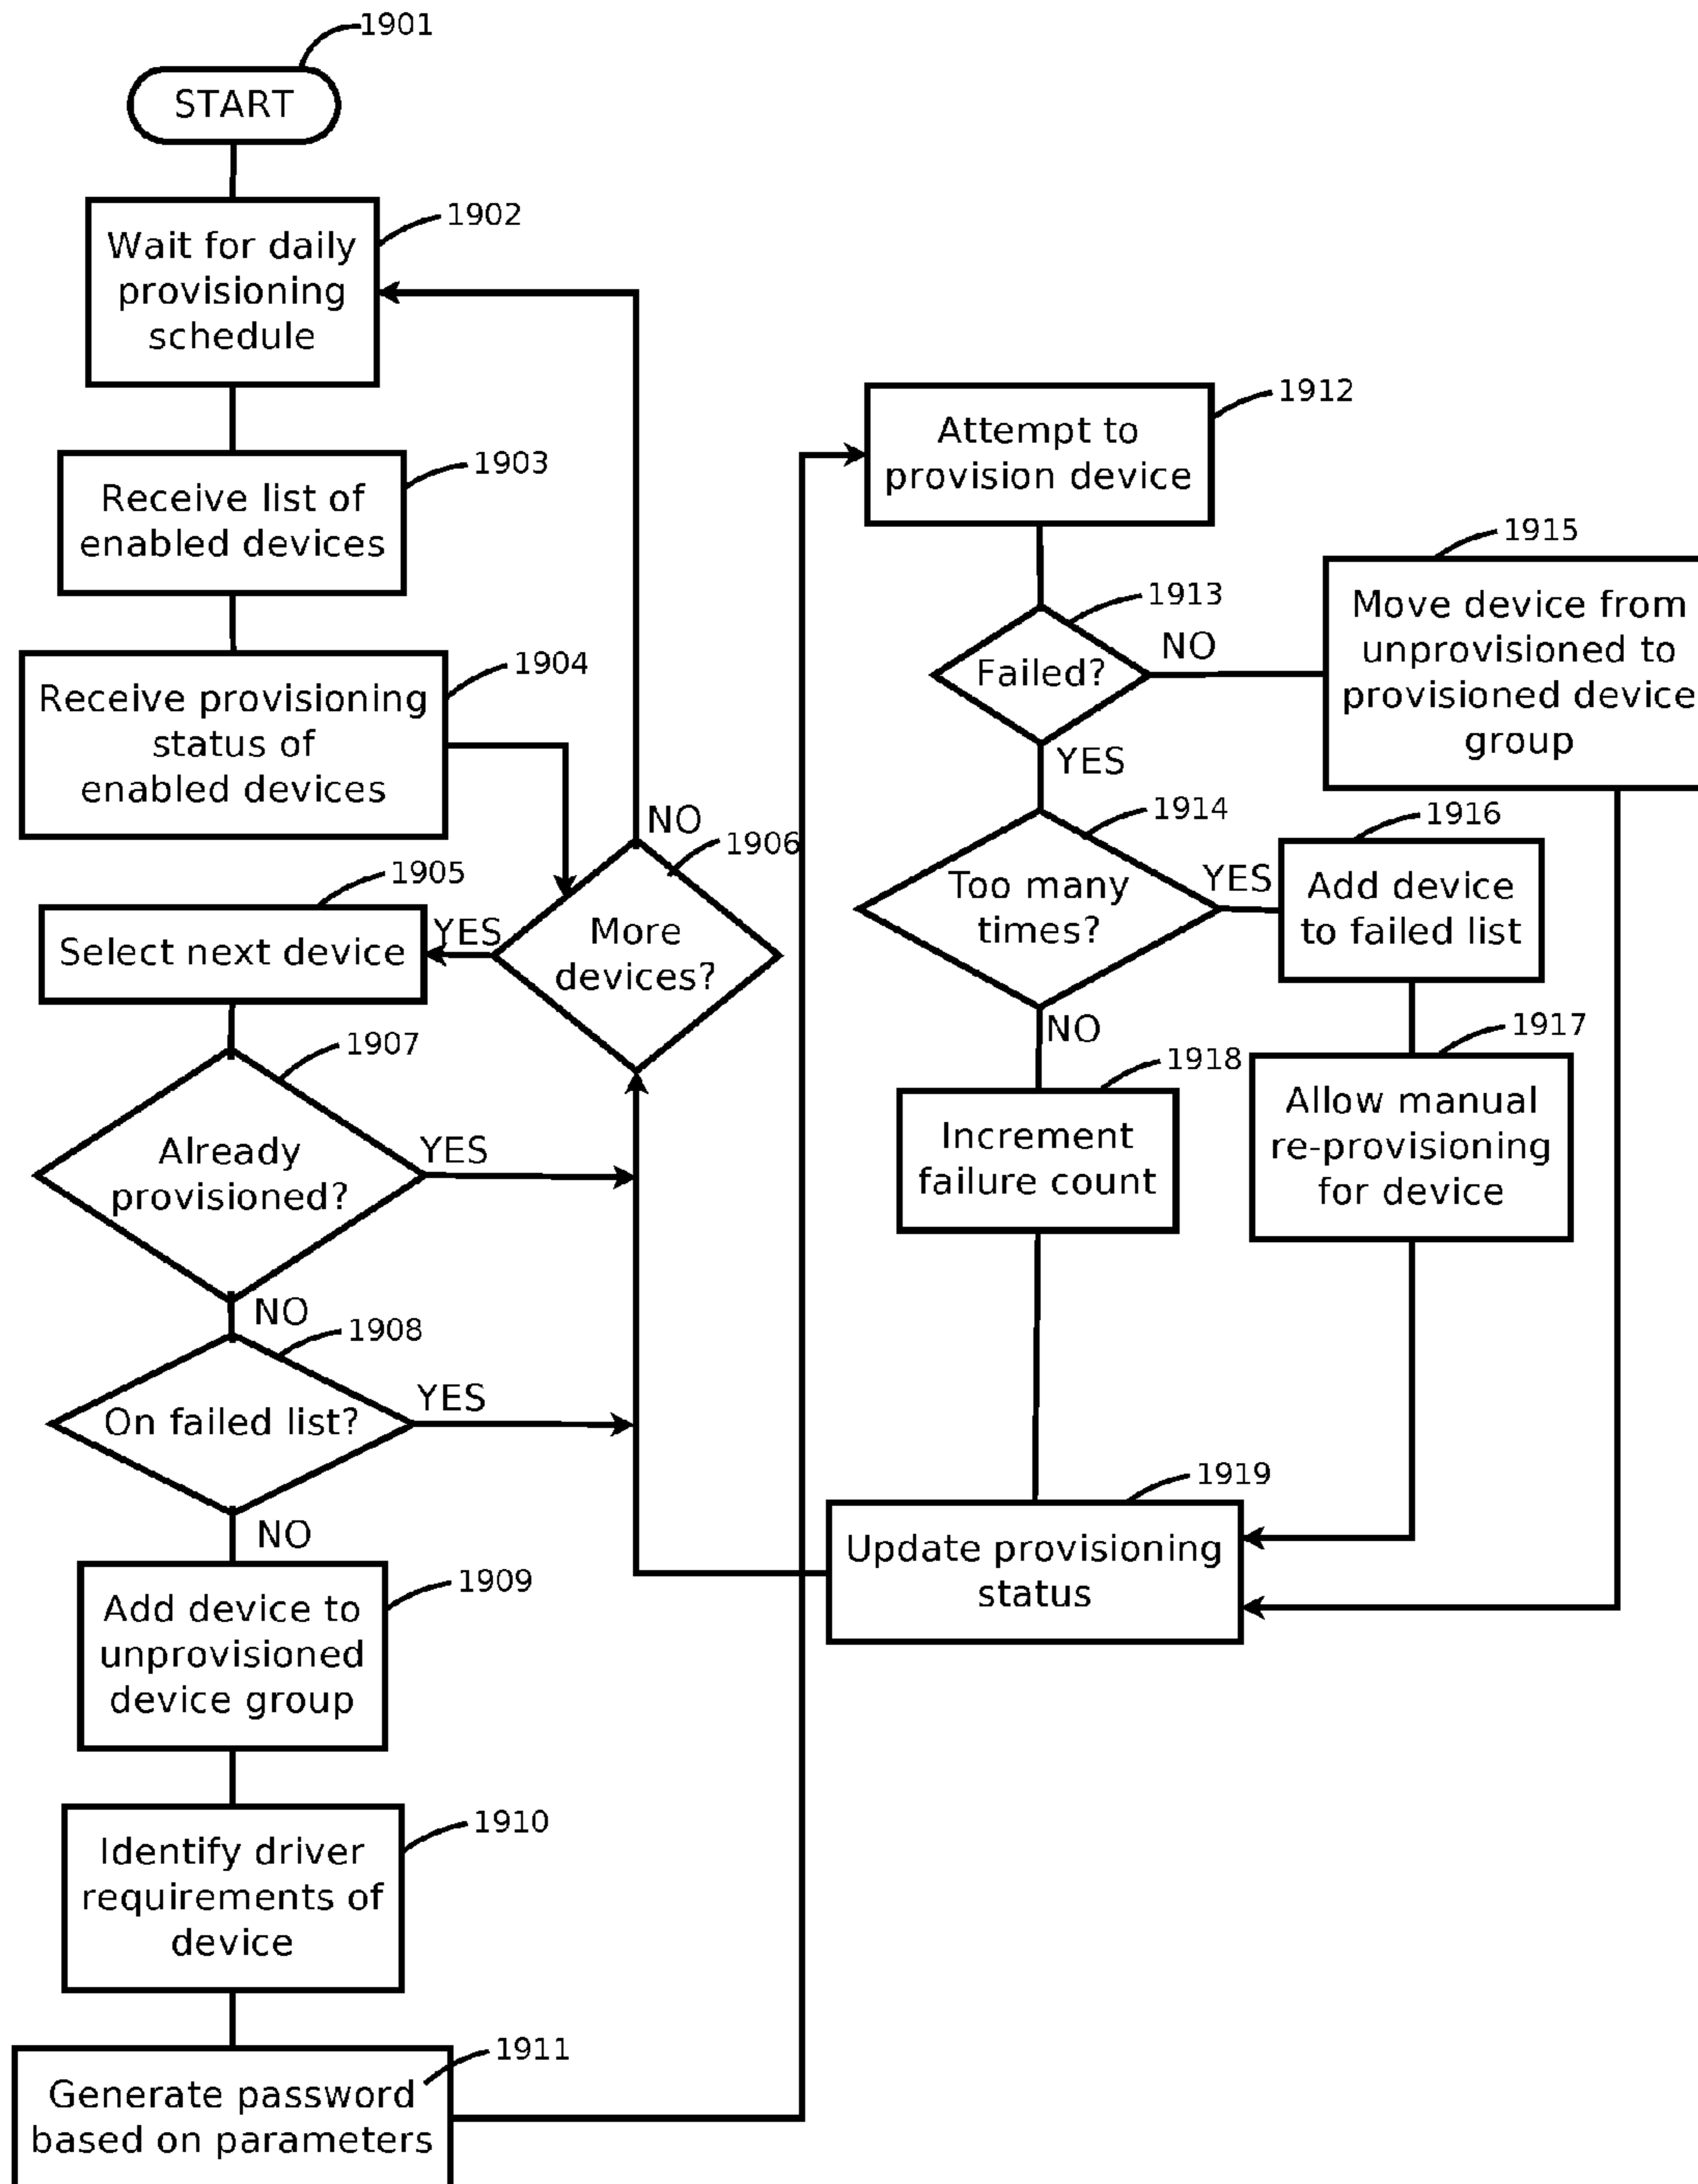 1901
START
1902
Wait for daily
provisioning
schedule
1903
Receive list of
enabled devices
1904
Receive provisioning
status of
enabled devices
NO
1906
More
devices?
YES
1905
Select next device
1907
Already
provisioned?
YES
NO
1908
On failed list?
YES
NO
1909
Add device to
unprovisioned
device group
1910
Identify driver
requirements of
device
1911
Generate password
based on parameters
1912
Attempt to
provision device
1913
Failed?
NO
YES
1915
Move device from
unprovisioned to
provisioned device
group
1914
Too many
times?
YES
NO
1916
Add device
to failed list
1917
Allow manual
re-provisioning
for device
1918
Increment
failure count
1919
Update provisioning
status